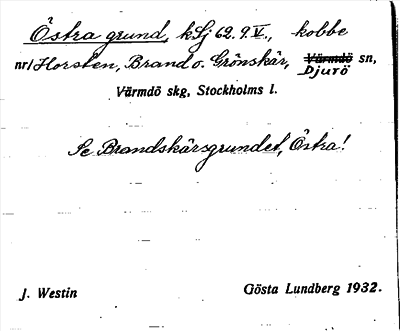 Östra grund, kSj 62. 9. V., kobbe
nr/Horsten, Brand o. Grönskär, Värmdö sn,
Djurö
Värmdö skg, Stockholms l.
Se Brandskärsgrundet, Östra!
J. Westin
Gösta Lundberg 1932.